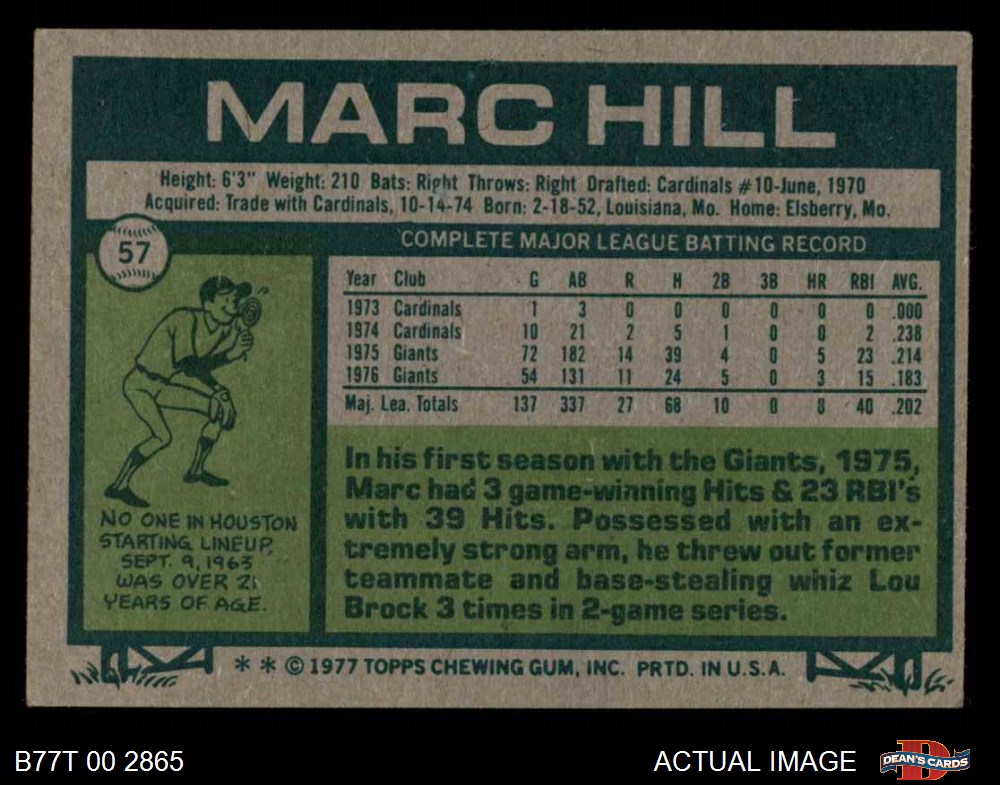 MARC HILL
Height: 6'3" Weight: 210 Bats: Right Throws: Right Drafted: Cardinals #10-June, 1970
Acquired: Trade with Cardinals, 10-14-74 Born: 2-18-52, Louisiana, Mo. Home: Elsberry, Mo.
57
COMPLETE MAJOR LEAGUE BATTING RECORD
Year Club G AB R H 2B 3B HR RBI AVG.
1973 Cardinals 1 3 0 0 0 0 0 0 .000
1974 Cardinals 10 21 2 5 1 0 0 2 .238
1975 Giants 72 182 14 39 4 0 5 23 .214
1976 Giants 54 131 11 24 5 0 3 15 .183
Maj. Lea. Totals 137 337 27 68 10 0 8 40 .202
NO ONE IN HOUSTON
STARTING LINEUP,
SEPT. 9, 1963
WAS OVER 21
YEARS OF AGE.
In his first season with the Giants, 1975,
Marc had 3 game-winning Hits & 23 RBI's
with 39 Hits. Possessed with an ex-
tremely strong arm, he threw out former
teammate and base-stealing whiz Lou
Brock 3 times in 2-game series.
* * © 1977 TOPPS CHEWING GUM, INC. PRTD. IN U.S.A.
B77T 00 2865
ACTUAL IMAGE
DEAN'S CARDS